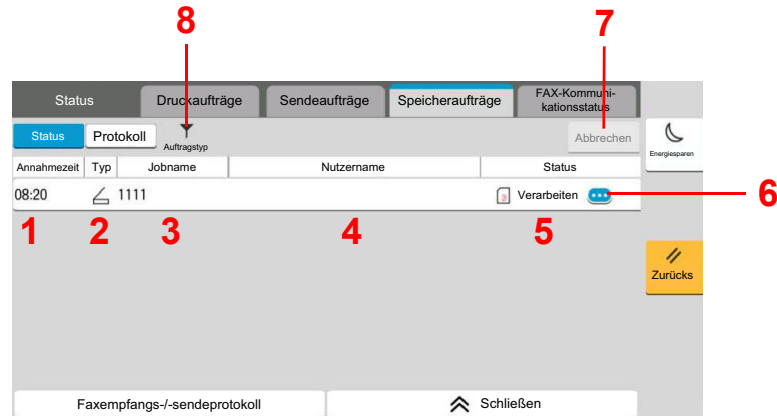 8
7
Status
Druckaufträge
Sendeaufträge
Speicheraufträge
FAX-Kommuni-
kationsstatus
Status
Protokoll
Auftragstyp
Abbrechen
Energiesparen
Annahmezeit
Typ
Jobname
Nutzername
Status
08:20
1111
Verarbeiten
6
1
2
3
4
5
Zurücks
Faxempfangs-/-sendeprotokoll
Schließen